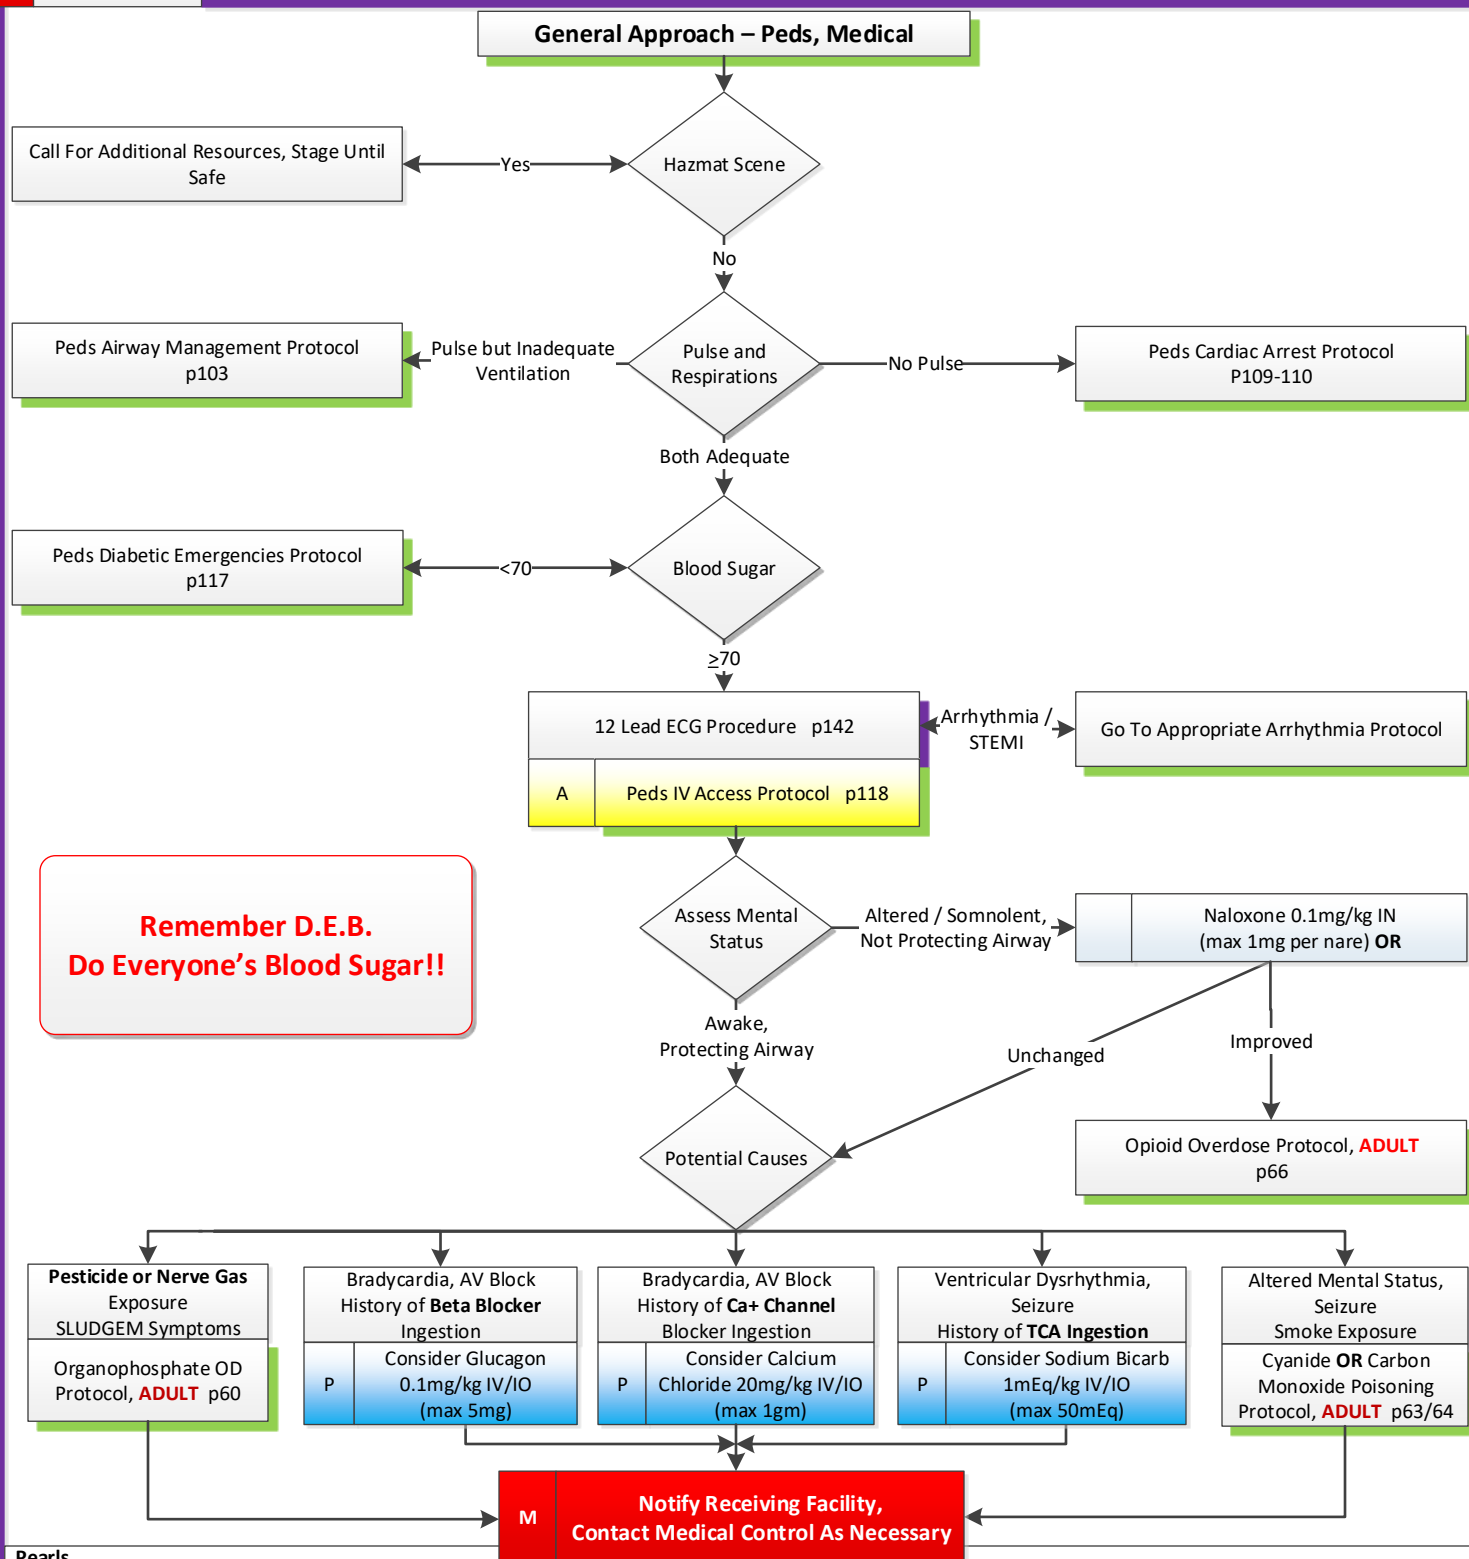 General Approach – Peds, Medical
Call For Additional Resources, Stage Until
Safe
Yes
Hazmat Scene
No
Peds Airway Management Protocol
p103
Pulse but Inadequate
Ventilation
Pulse and
Respirations
No Pulse
Peds Cardiac Arrest Protocol
P109-110
Both Adequate
Peds Diabetic Emergencies Protocol
p117
<70
Blood Sugar
≥70
12 Lead ECG Procedure p142
Arrhythmia /
STEMI
Go To Appropriate Arrhythmia Protocol
A Peds IV Access Protocol p118
Remember D.E.B.
Do Everyone’s Blood Sugar!!
Assess Mental
Status
Altered / Somnolent,
Not Protecting Airway
Naloxone 0.1mg/kg IN
(max 1mg per nare) OR
Awake,
Protecting Airway
Unchanged
Improved
Potential Causes
Opioid Overdose Protocol, ADULT
p66
Pesticide or Nerve Gas
Exposure
SLUDGEM Symptoms
Organophosphate OD
Protocol, ADULT p60
Bradycardia, AV Block
History of Beta Blocker
Ingestion
P
Consider Glucagon
0.1mg/kg IV/IO
(max 5mg)
Bradycardia, AV Block
History of Ca+ Channel
Blocker Ingestion
P
Consider Calcium
Chloride 20mg/kg IV/IO
(max 1gm)
Ventricular Dysrhythmia,
Seizure
History of TCA Ingestion
P
Consider Sodium Bicarb
1mEq/kg IV/IO
(max 50mEq)
Altered Mental Status,
Seizure
Smoke Exposure
Cyanide OR Carbon
Monoxide Poisoning
Protocol, ADULT p63/64
M
Notify Receiving Facility,
Contact Medical Control As Necessary
Pearls